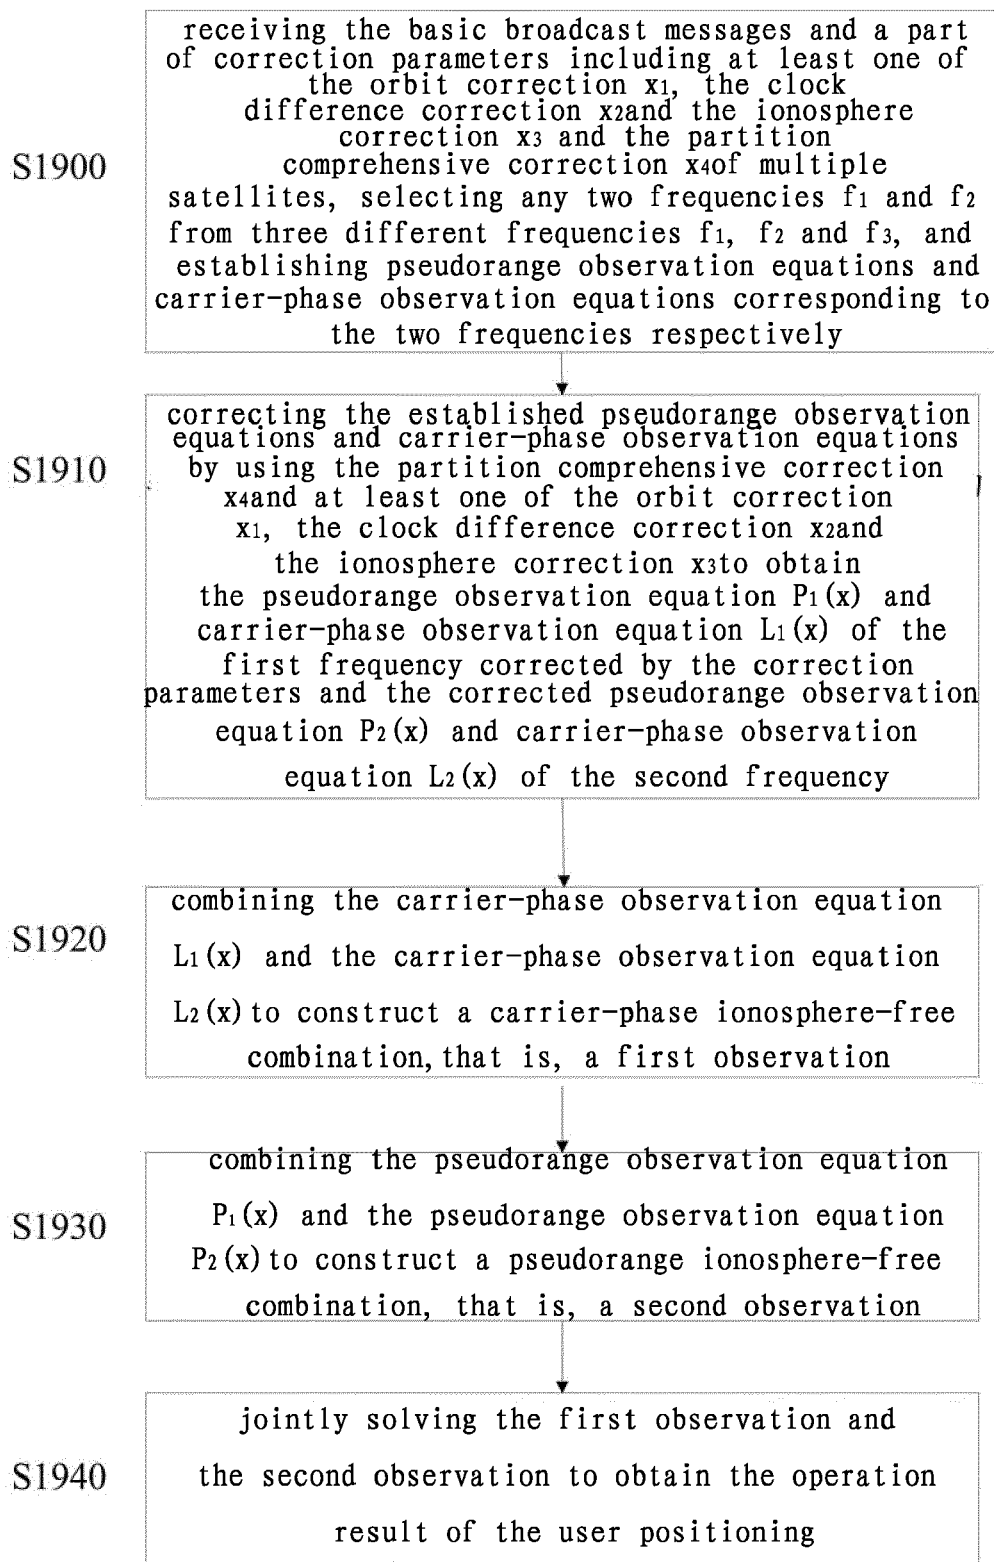 S1900
receiving the basic broadcast messages and a part
of correction parameters including at least one of
the orbit correction x1, the clock
difference correction x2and the ionosphere
correction x3 and the partition
comprehensive correction x4of multiple
satellites, selecting any two frequencies f1 and f2
from three different frequencies f1, f2 and f3, and
establishing pseudorange observation equations and
carrier-phase observation equations corresponding to
the two frequencies respectively
S1910
correcting the established pseudorange observation
equations and carrier-phase observation equations
by using the partition comprehensive correction
x4and at least one of the orbit correction
x1, the clock difference correction x2and
the ionosphere correction x3to obtain
the pseudorange observation equation P1(x) and
carrier-phase observation equation L1(x) of the
first frequency corrected by the correction
parameters and the corrected pseudorange observation
equation P2(x) and carrier-phase observation
equation L2(x) of the second frequency
S1920
combining the carrier-phase observation equation
L1(x) and the carrier-phase observation equation
L2(x) to construct a carrier-phase ionosphere-free
combination, that is, a first observation
S1930
combining the pseudorange observation equation
P1(x) and the pseudorange observation equation
P2(x) to construct a pseudorange ionosphere-free
combination, that is, a second observation
S1940
jointly solving the first observation and
the second observation to obtain the operation
result of the user positioning